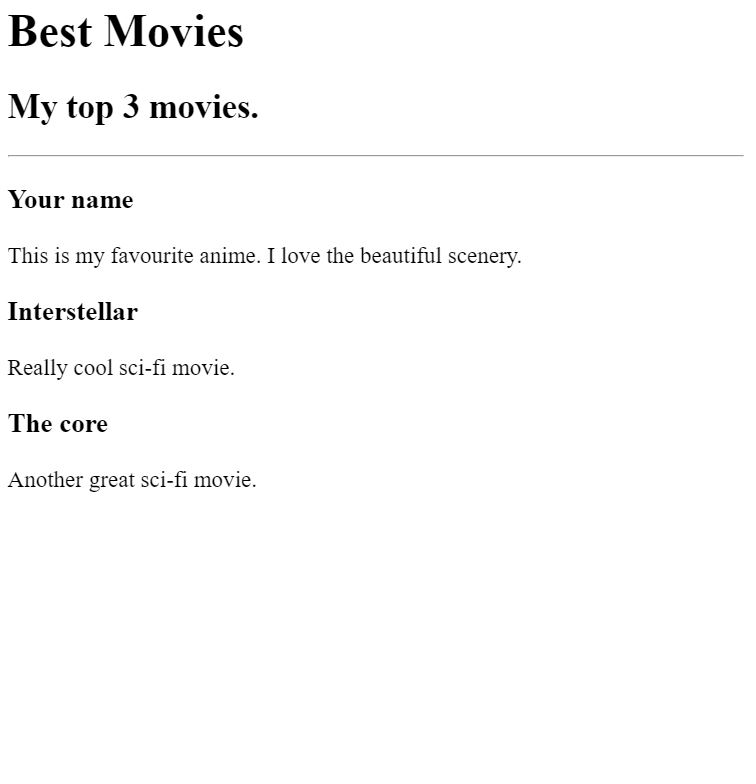 Best Movies
My top 3 movies.
Your name
This is my favourite anime. I love the beautiful scenery.
Interstellar
Really cool sci-fi movie.
The core
Another great sci-fi movie.